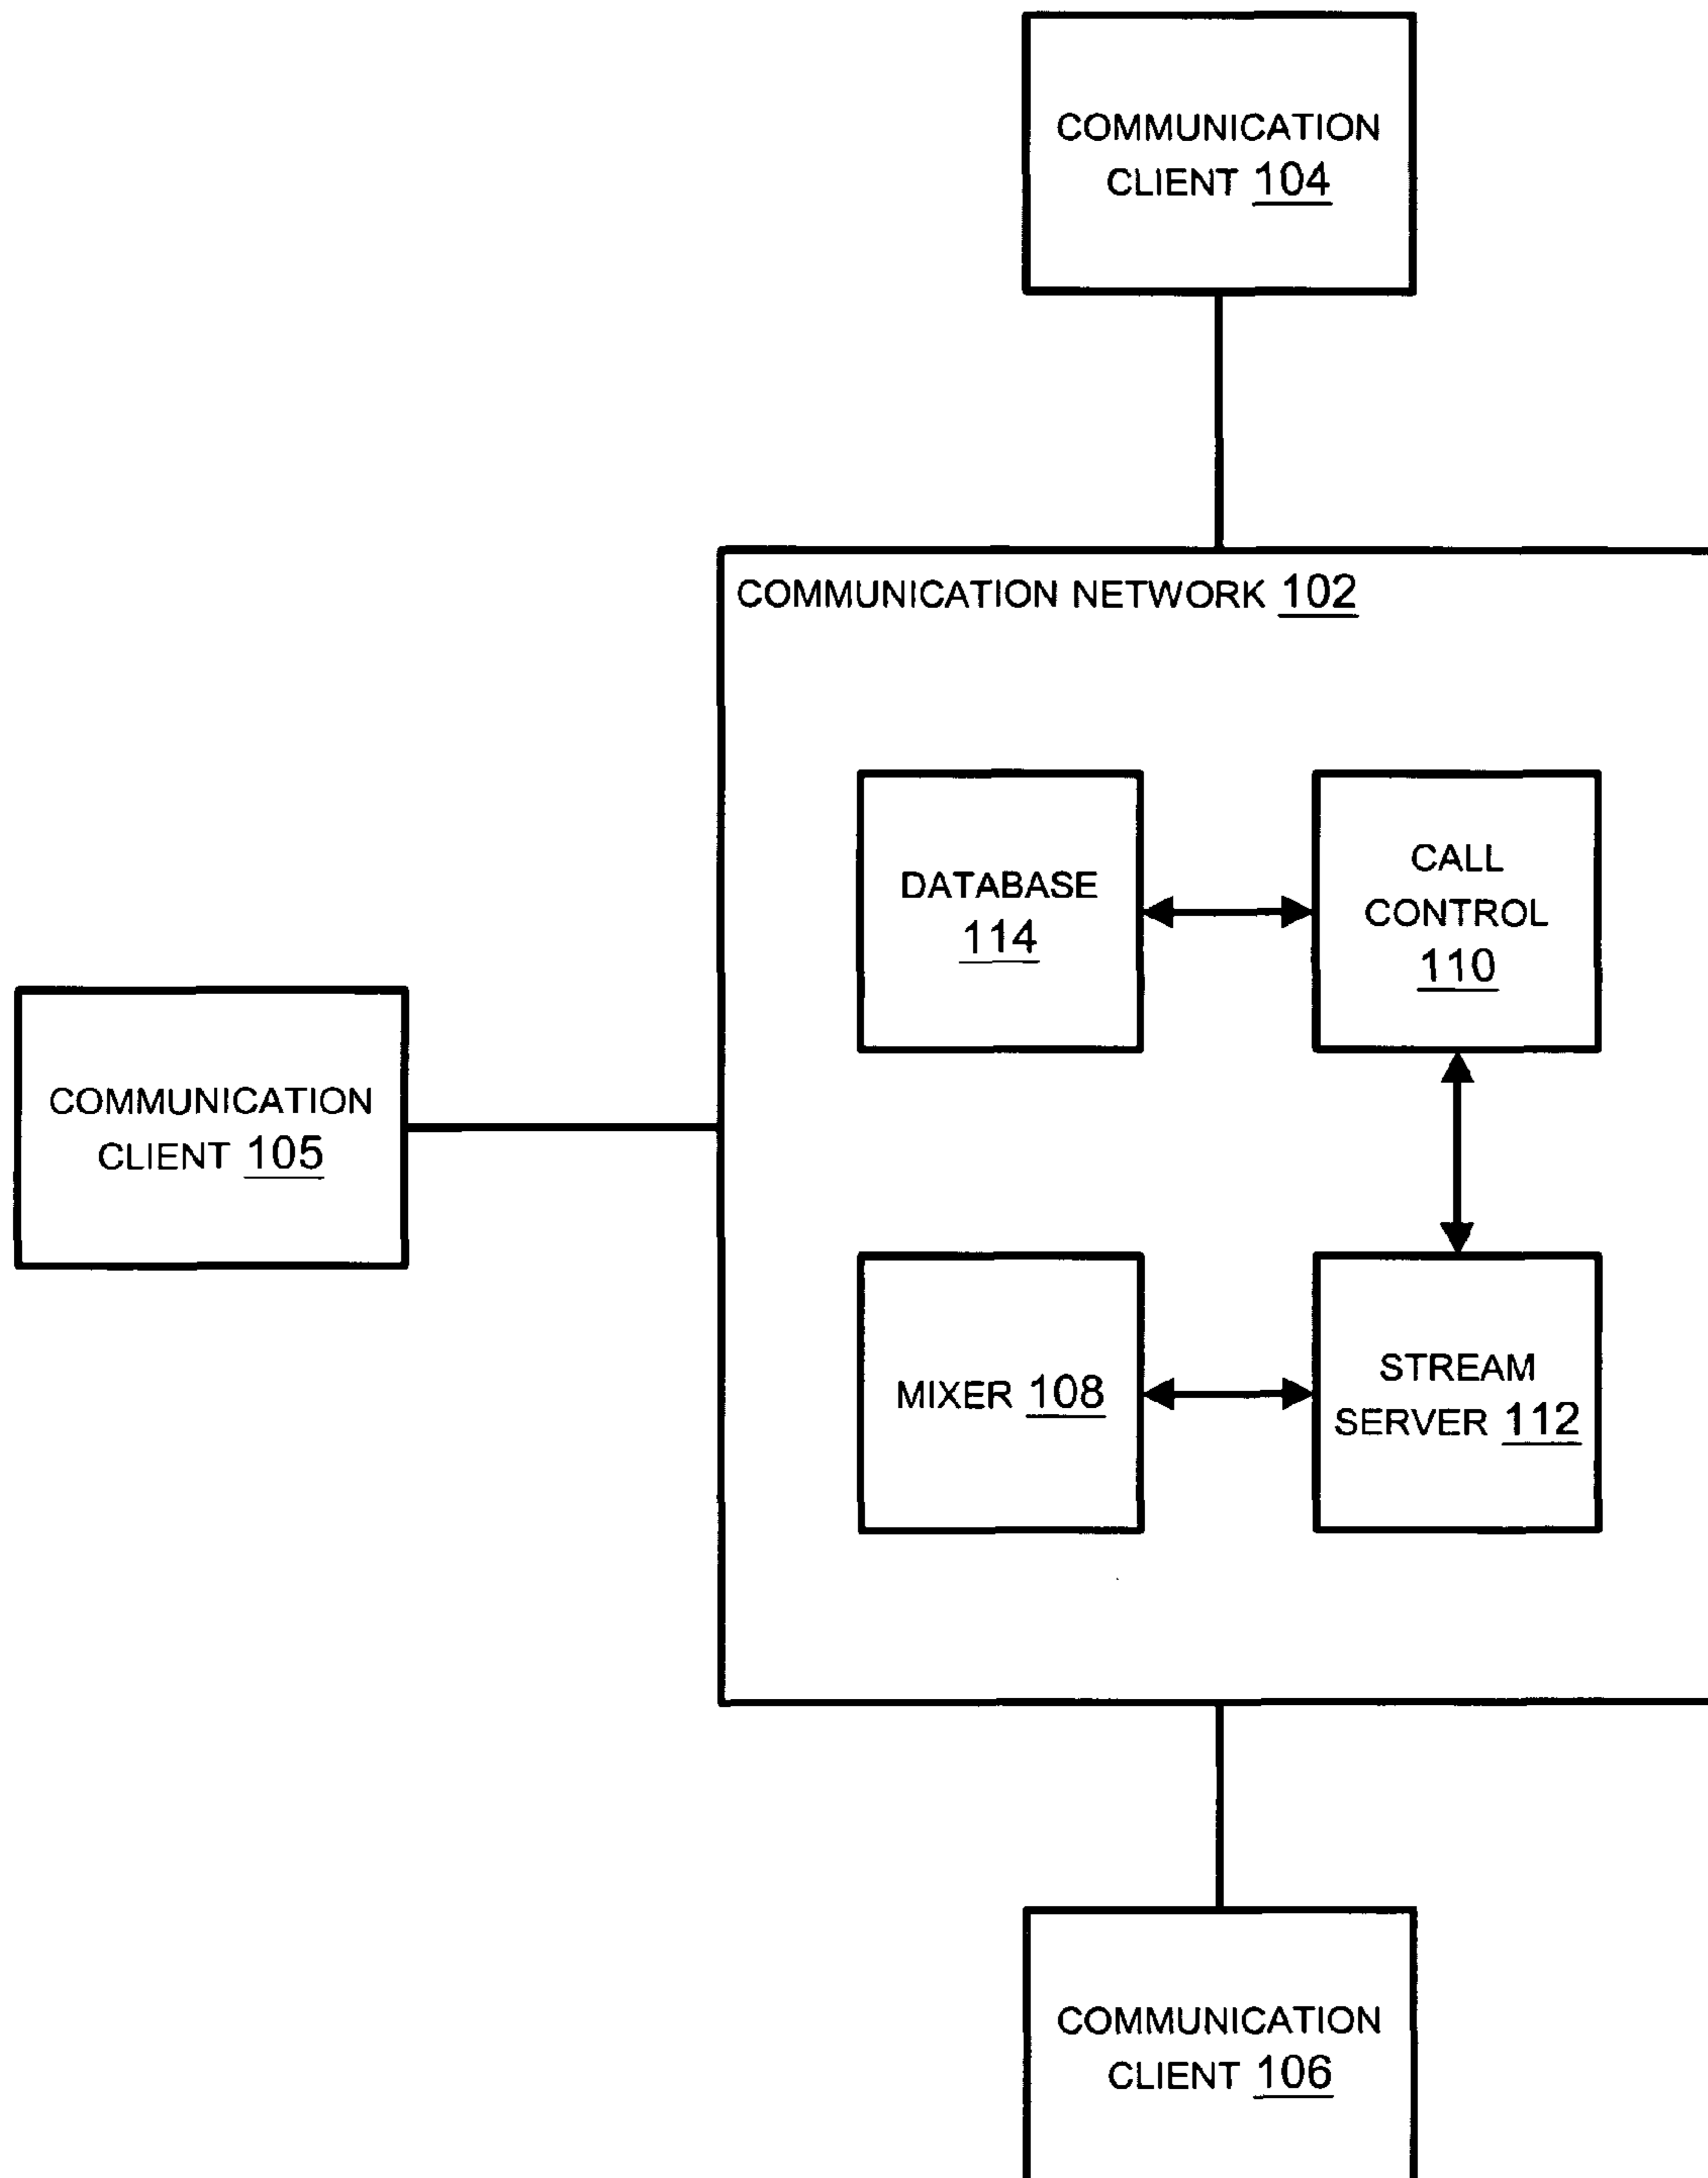 COMMUNICATION
CLIENT 104
COMMUNICATION NETWORK 102
DATABASE
114
CALL
CONTROL
110
COMMUNICATION
CLIENT 105
MIXER 108
STREAM
SERVER 112
COMMUNICATION
CLIENT 106